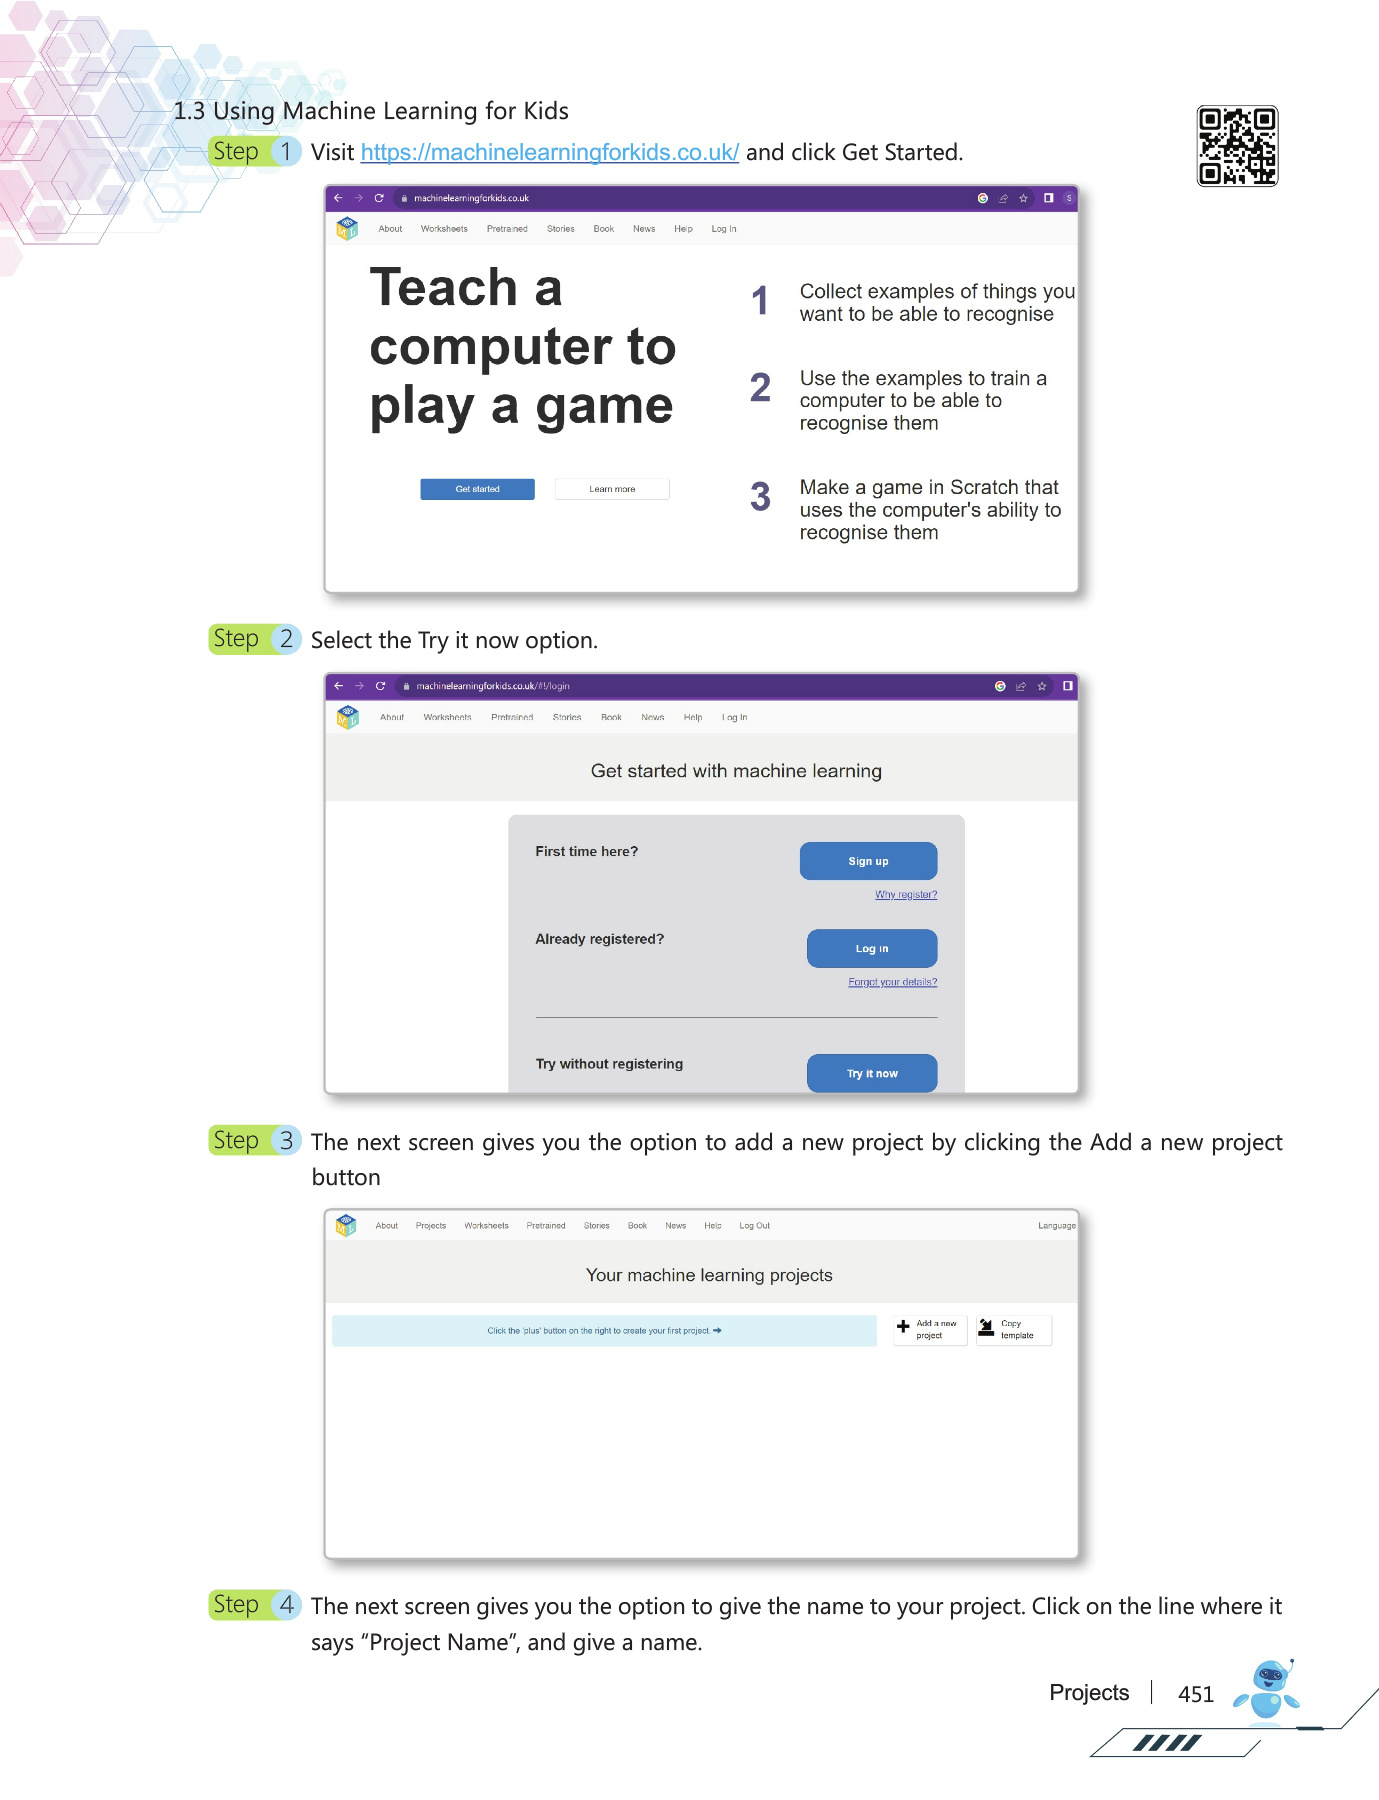 1.3 Using Machine Learning for Kids
Step 1 Visit https://machinelearningforkids.co.uk/ and click Get Started.
machinelearningforkids.co.uk
S
About Worksheets Pretrained Stories Book News Help Log In
Teach a
computer to
play a game
Get started Learn more
1 Collect examples of things you
want to be able to recognise
2 Use the examples to train a
computer to be able to
recognise them
3 Make a game in Scratch that
uses the computer's ability to
recognise them
Step 2 Select the Try it now option.
machinelearningforkids.co.uk/#!/login
About Worksheets Pretrained Stories Book News Help Log In
Get started with machine learning
First time here? Sign up
Why register?
Already registered? Log in
Forgot your details?
Try without registering Try it now
Step 3 The next screen gives you the option to add a new project by clicking the Add a new project
button
About Projects Worksheets Pretrained Stories Book News Help Log Out Language
Your machine learning projects
Click the 'plus' button on the right to create your first project.
Add a new
project
Copy
template
Step 4 The next screen gives you the option to give the name to your project. Click on the line where it
says “Project Name”, and give a name.
Projects 451